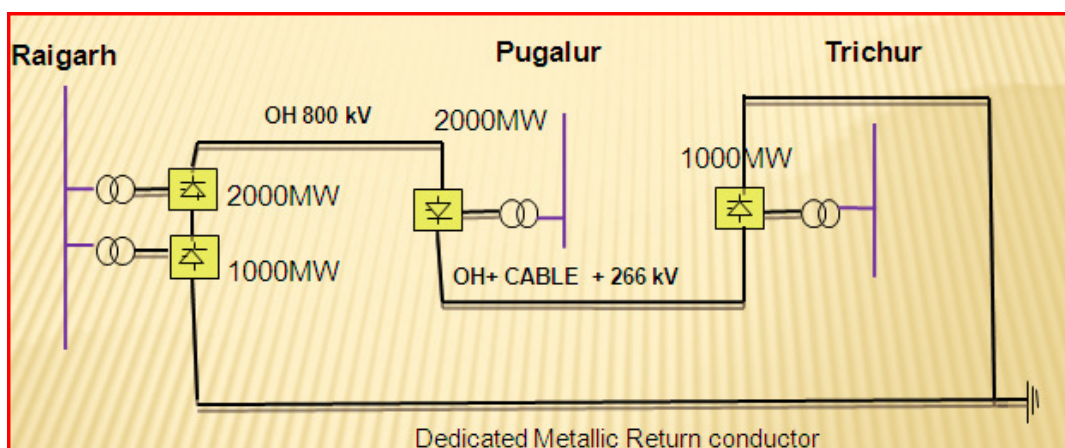 Raigarh
Pugalur
Trichur
OH 800 kV
2000MW
1000MW
2000MW
1000MW
OH+ CABLE + 266 kV
Dedicated Metallic Return conductor